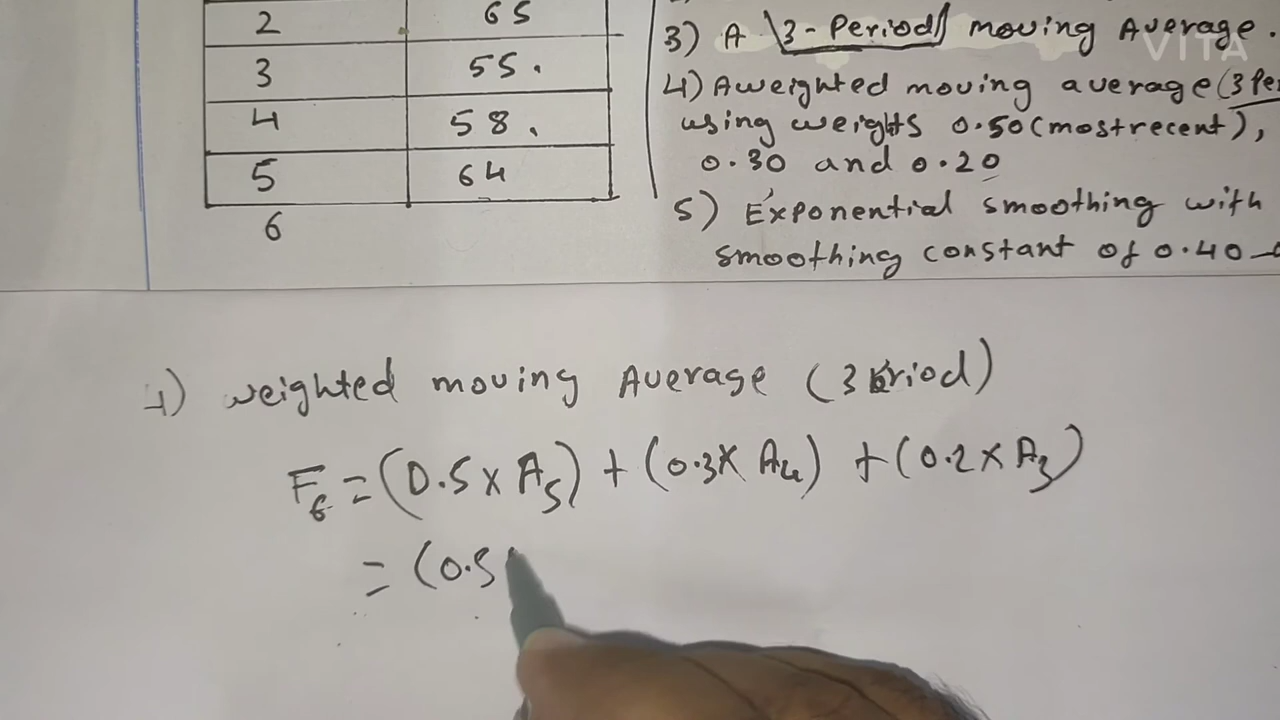 2 65
3 55.
4 58.
5 64
6
3) A 3-Period moving Average.
VITA
4) A weighted moving average (3 Pe
using weights 0.50 (most recent),
0.30 and 0.20
5) Exponential smoothing with
smoothing constant of 0.40
4) weighted moving Average (3 Period)
F6 = (0.5 x A5) + (0.3 x A4) + (0.2 x A3)
= (0.5